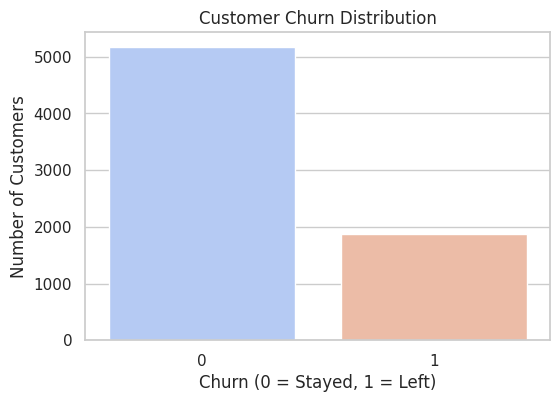 Customer Churn Distribution
Number of Customers
5000
4000
3000
2000
1000
0
0 1
Churn (0 = Stayed, 1 = Left)